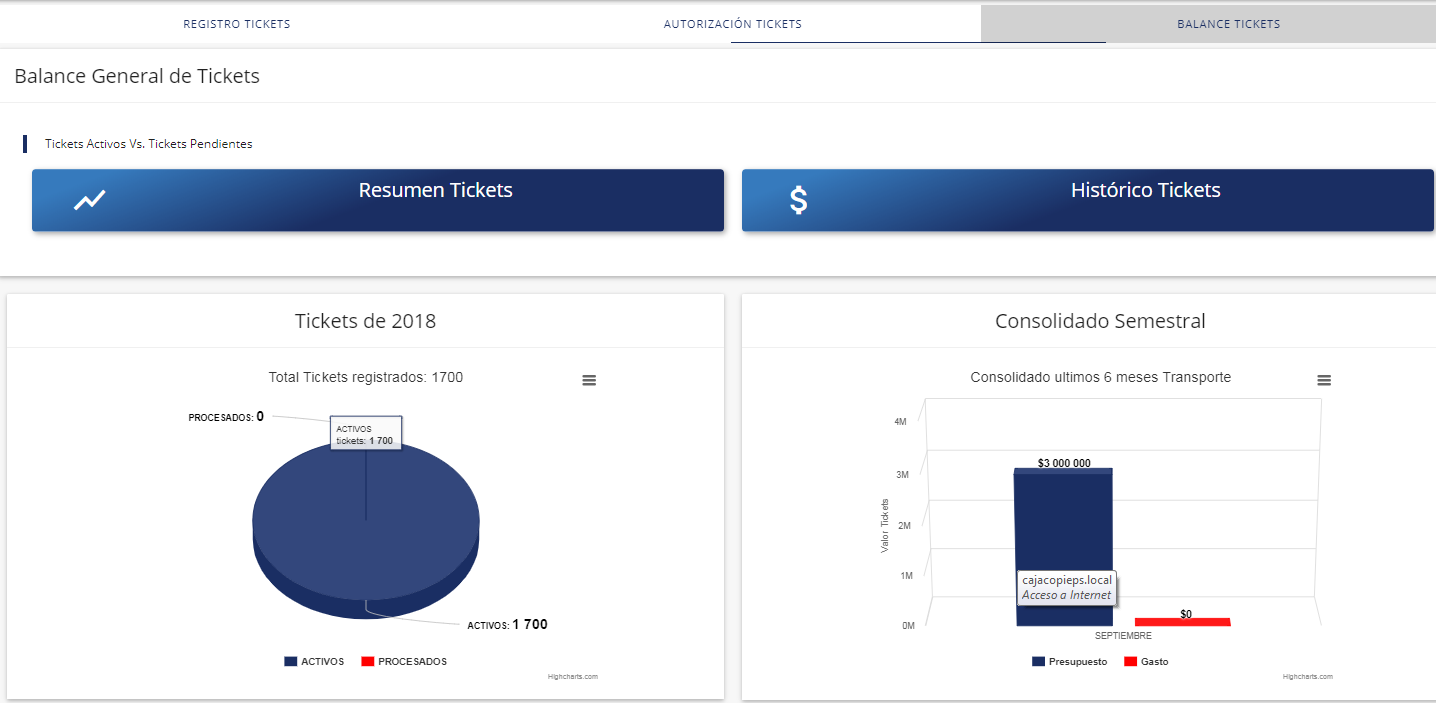 REGISTRO TICKETS
AUTORIZACIÓN TICKETS
BALANCE TICKETS
Balance General de Tickets
Tickets Activos Vs. Tickets Pendientes
Resumen Tickets
Histórico Tickets
Tickets de 2018
Total Tickets registrados: 1700
PROCESADOS: 0
ACTIVOS
tickets: 1 700
ACTIVOS: 1 700
ACTIVOS
PROCESADOS
Highcharts.com
Consolidado Semestral
Consolidado ultimos 6 meses Transporte
Valor Tickets
4M
3M
2M
1M
0M
$3 000 000
cajacopieps.local
Acceso a Internet
$0
SEPTIEMBRE
Presupuesto
Gasto
Highcharts.com